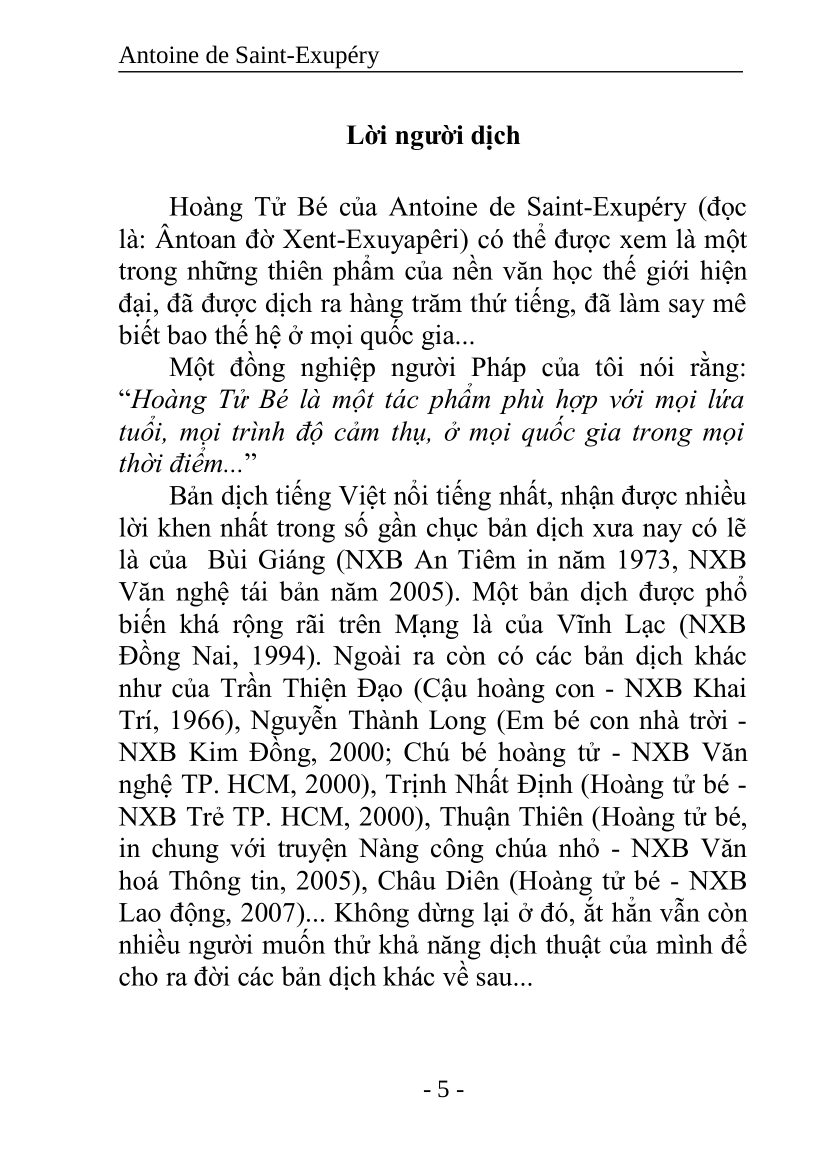 Antoine de Saint-Exupéry
Lời người dịch
Hoàng Tử Bé của Antoine de Saint-Exupéry (đọc
là: Ântoan đờ Xent-Exuyapêri) có thể được xem là một
trong những thiên phẩm của nền văn học thế giới hiện
đại, đã được dịch ra hàng trăm thứ tiếng, đã làm say mê
biết bao thế hệ ở mọi quốc gia...
Một đồng nghiệp người Pháp của tôi nói rằng:
“Hoàng Tử Bé là một tác phẩm phù hợp với mọi lứa
tuổi, mọi trình độ cảm thụ, ở mọi quốc gia trong mọi
thời điểm...”
Bản dịch tiếng Việt nổi tiếng nhất, nhận được nhiều
lời khen nhất trong số gần chục bản dịch xưa nay có lẽ
là của  Bùi Giáng (NXB An Tiêm in năm 1973, NXB
Văn nghệ tái bản năm 2005). Một bản dịch được phổ
biến khá rộng rãi trên Mạng là của Vĩnh Lạc (NXB
Đồng Nai, 1994). Ngoài ra còn có các bản dịch khác
như của Trần Thiện Đạo (Cậu hoàng con - NXB Khai
Trí, 1966), Nguyễn Thành Long (Em bé con nhà trời -
NXB Kim Đồng, 2000; Chú bé hoàng tử - NXB Văn
nghệ TP. HCM, 2000), Trịnh Nhất Định (Hoàng tử bé -
NXB Trẻ TP. HCM, 2000), Thuận Thiên (Hoàng tử bé,
in chung với truyện Nàng công chúa nhỏ - NXB Văn
hoá Thông tin, 2005), Châu Diên (Hoàng tử bé - NXB
Lao động, 2007)... Không dừng lại ở đó, ắt hẳn vẫn còn
nhiều người muốn thử khả năng dịch thuật của mình để
cho ra đời các bản dịch khác về sau...
- 5 -